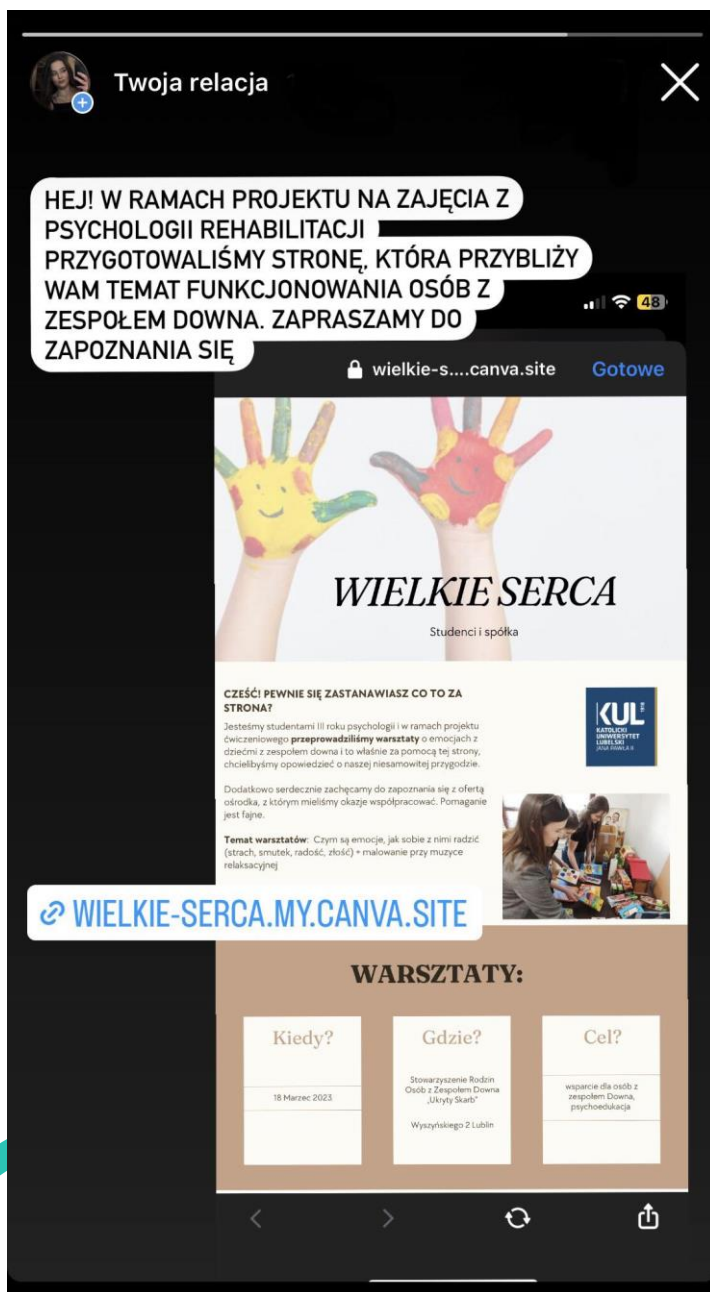 Twoja relacja
HEJ! W RAMACH PROJEKTU NA ZAJĘCIA Z
PSYCHOLOGII REHABILITACJI
PRZYGOTOWALIŚMY STRONĘ, KTÓRA PRZYBLIŻY
WAM TEMAT FUNKCJONOWANIA OSÓB Z
ZESPOŁEM DOWNA. ZAPRASZAMY DO
ZAPOZNANIA SIĘ
48
wielkie-s....canva.site Gotowe
WIELKIE SERCA
Studenci i spółka
CZEŚĆ! PEWNIE SIĘ ZASTANAWIASZ CO TO ZA
STRONA?
Jesteśmy studentami III roku psychologii i w ramach projektu
ćwiczeniowego przeprowadziliśmy warsztaty o emocjach z
dziećmi z zespołem downa i to właśnie za pomocą tej strony,
chcielibyśmy opowiedzieć o naszej niesamowitej przygodzie.
Dodatkowo serdecznie zachęcamy do zapoznania się z ofertą
ośrodka, z którym mieliśmy okazje współpracować. Pomaganie
jest fajne.
Temat warsztatów: Czym są emocje, jak sobie z nimi radzić
(strach, smutek, radość, złość) + malowanie przy muzyce
relaksacyjnej
KUL
KATOLICKI
UNIWERSYTET
LUBELSKI
JANA PAWŁA II
WIELKIE-SERCA.MY.CANVA.SITE
WARSZTATY:
Kiedy?
18 Marzec 2023
Gdzie?
Stowarzyszenie Rodzin
Osób z Zespołem Downa
„Ukryty Skarb"
Wyszyńskiego 2 Lublin
Cel?
wsparcie dla osób z
zespołem Downa,
psychoedukacja